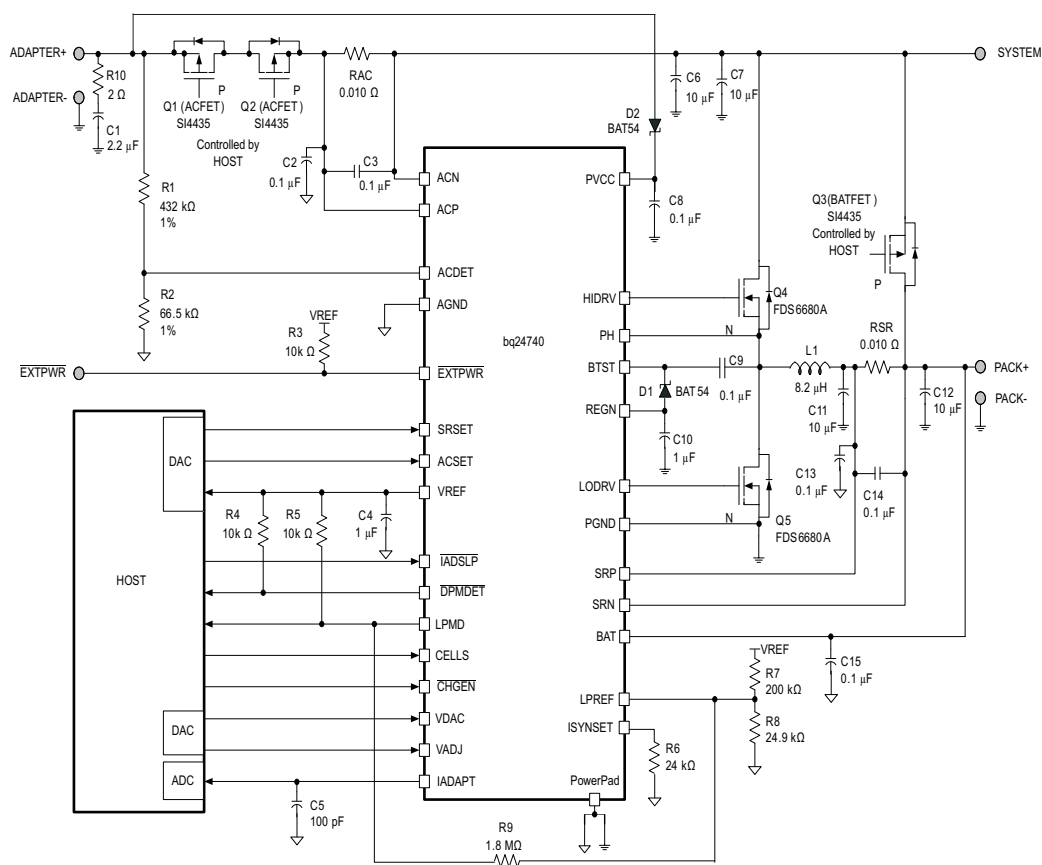 ADAPTER+
ADAPTER-
R10
2 Ω
C1
2.2 µF
P
Q1 (ACFET)
SI4435
P
Q2 (ACFET)
SI4435
Controlled by
HOST
RAC
0.010 Ω
C6
10 µF
C7
10 µF
SYSTEM
D2
BAT54
C2
0.1 µF
C3
0.1 µF
R1
432 kΩ
1%
R2
66.5 kΩ
1%
C8
0.1 µF
Q3(BATFET )
SI4435
Controlled by
HOST
P
R3
10k Ω
VREF
EXTPWR
bq24740
ACN
ACP
ACDET
AGND
EXTPWR
SRSET
ACSET
VREF
IADSLP
DPMDET
LPMD
CELLS
CHGEN
VDAC
VADJ
IADAPT
PVCC
HIDRV
PH
BTST
REGN
LODRV
PGND
SRP
SRN
BAT
LPREF
ISYNSET
PowerPad
N
Q4
FDS6680A
C9
0.1 µF
D1
BAT54
C10
1 µF
L1
8.2 µH
RSR
0.010 Ω
C11
10 µF
C12
10 µF
PACK+
PACK-
C13
0.1 µF
C14
0.1 µF
N
Q5
FDS6680A
HOST
DAC
DAC
ADC
R4
10k Ω
R5
10k Ω
C4
1 µF
C5
100 pF
C15
0.1 µF
VREF
R7
200 kΩ
R8
24.9 kΩ
R6
24 kΩ
R9
1.8 MΩ